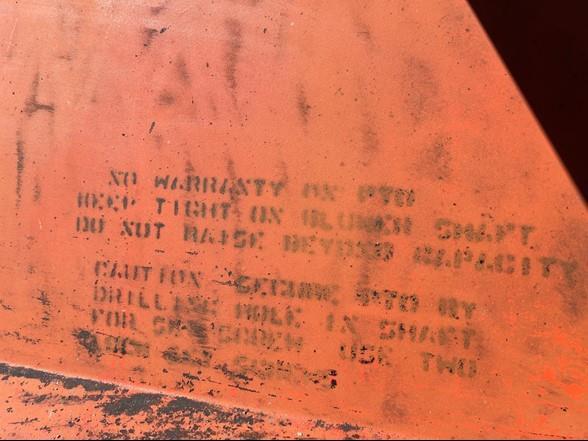 NO WARRANTY ON PTO
KEEP TIGHT ON BLOWER SHAFT
DO NOT RAISE BEYOND CAPACITY
CAUTION SECURE PTO BY
DRILLING HOLE IN SHAFT
FOR SCREW USE TWO